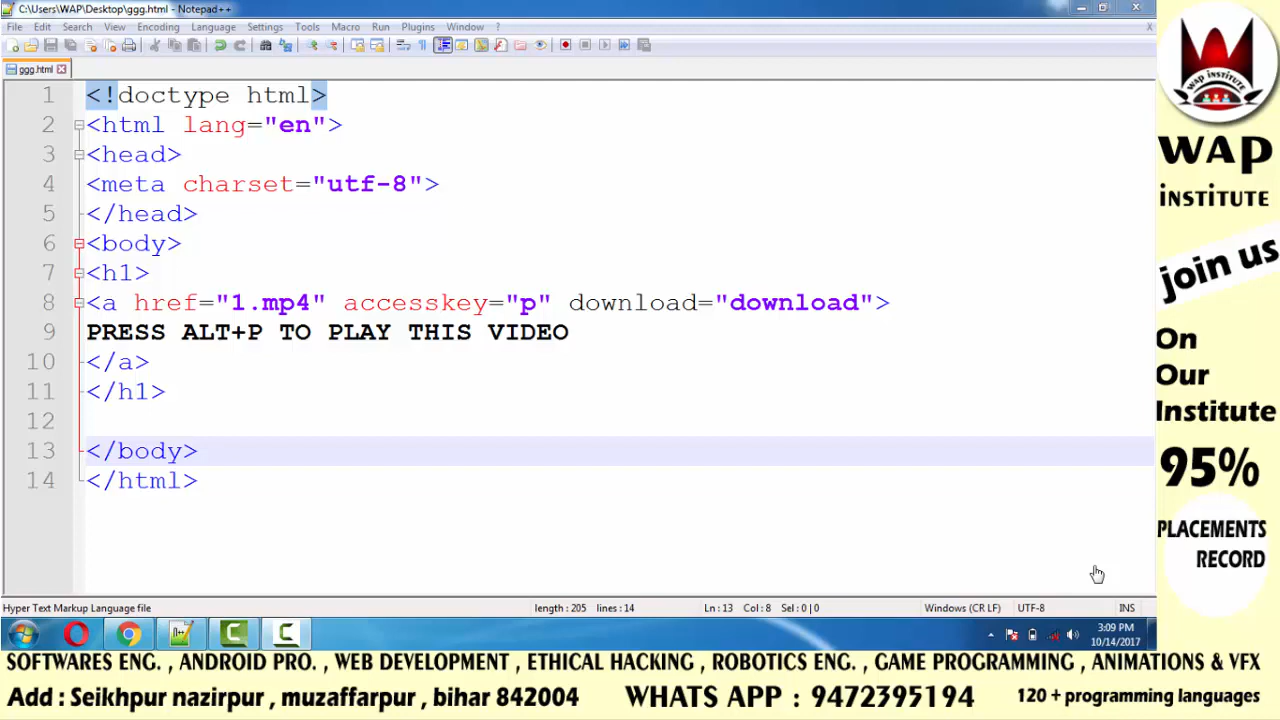 C:\Users\WAP\Desktop\ggg.html - Notepad++
File Edit Search View Encoding Language Settings Tools Macro Run Plugins Window ? X
ggg.html
1 <!doctype html>
2 <html lang="en">
3 <head>
4 <meta charset="utf-8">
5 </head>
6 <body>
7 <h1>
8 <a href="1.mp4" accesskey="p" download="download">
9 PRESS ALT+P TO PLAY THIS VIDEO
10 </a>
11 </h1>
12
13 </body>
14 </html>
Hyper Text Markup Language file length : 205 lines : 14 Ln : 13 Col : 8 Sel : 0 | 0 Windows (CR LF) UTF-8 INS
3:09 PM
10/14/2017
WAP INSTITUTE
WAP
INSTITUTE
join us
On
Our
Institute
95%
PLACEMENTS
RECORD
SOFTWARES ENG. , ANDROID PRO. , WEB DEVELOPMENT , ETHICAL HACKING , ROBOTICS ENG. , GAME PROGRAMMING , ANIMATIONS & VFX
Add : Seikhpur nazirpur , muzaffarpur , bihar 842004 WHATS APP : 9472395194 120 + programming languages